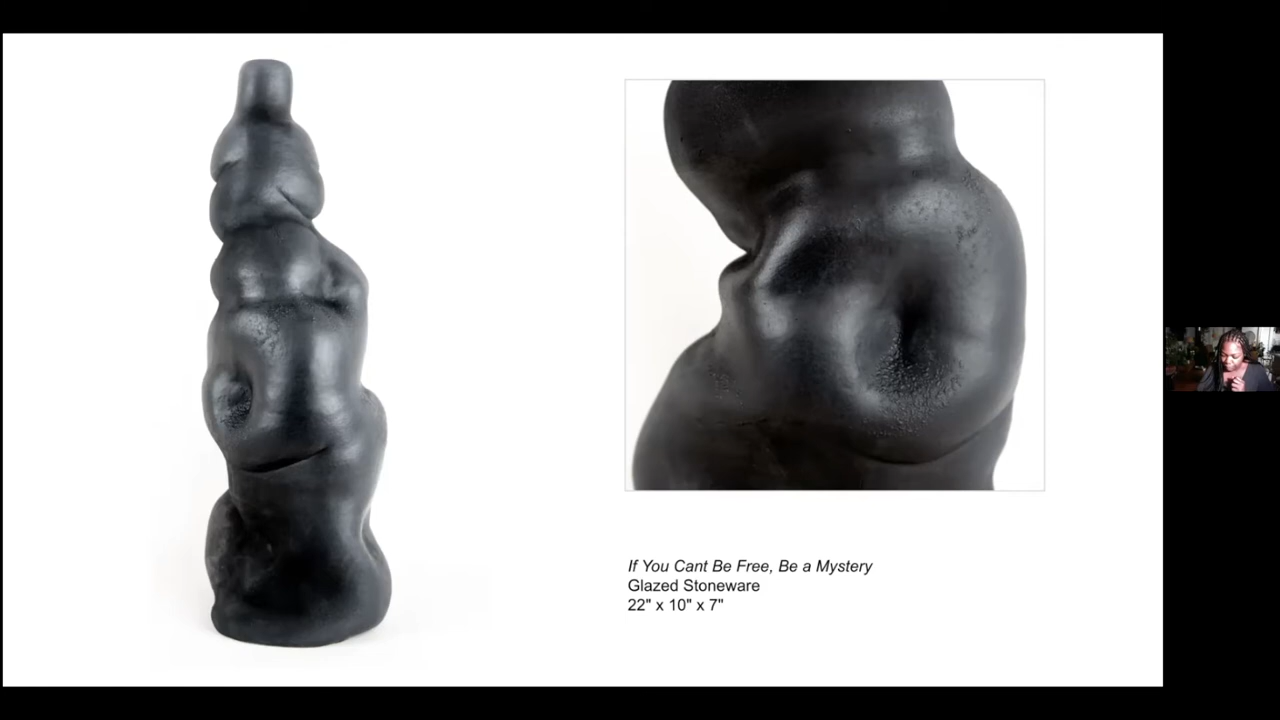 If You Cant Be Free, Be a Mystery
Glazed Stoneware
22" x 10" x 7"